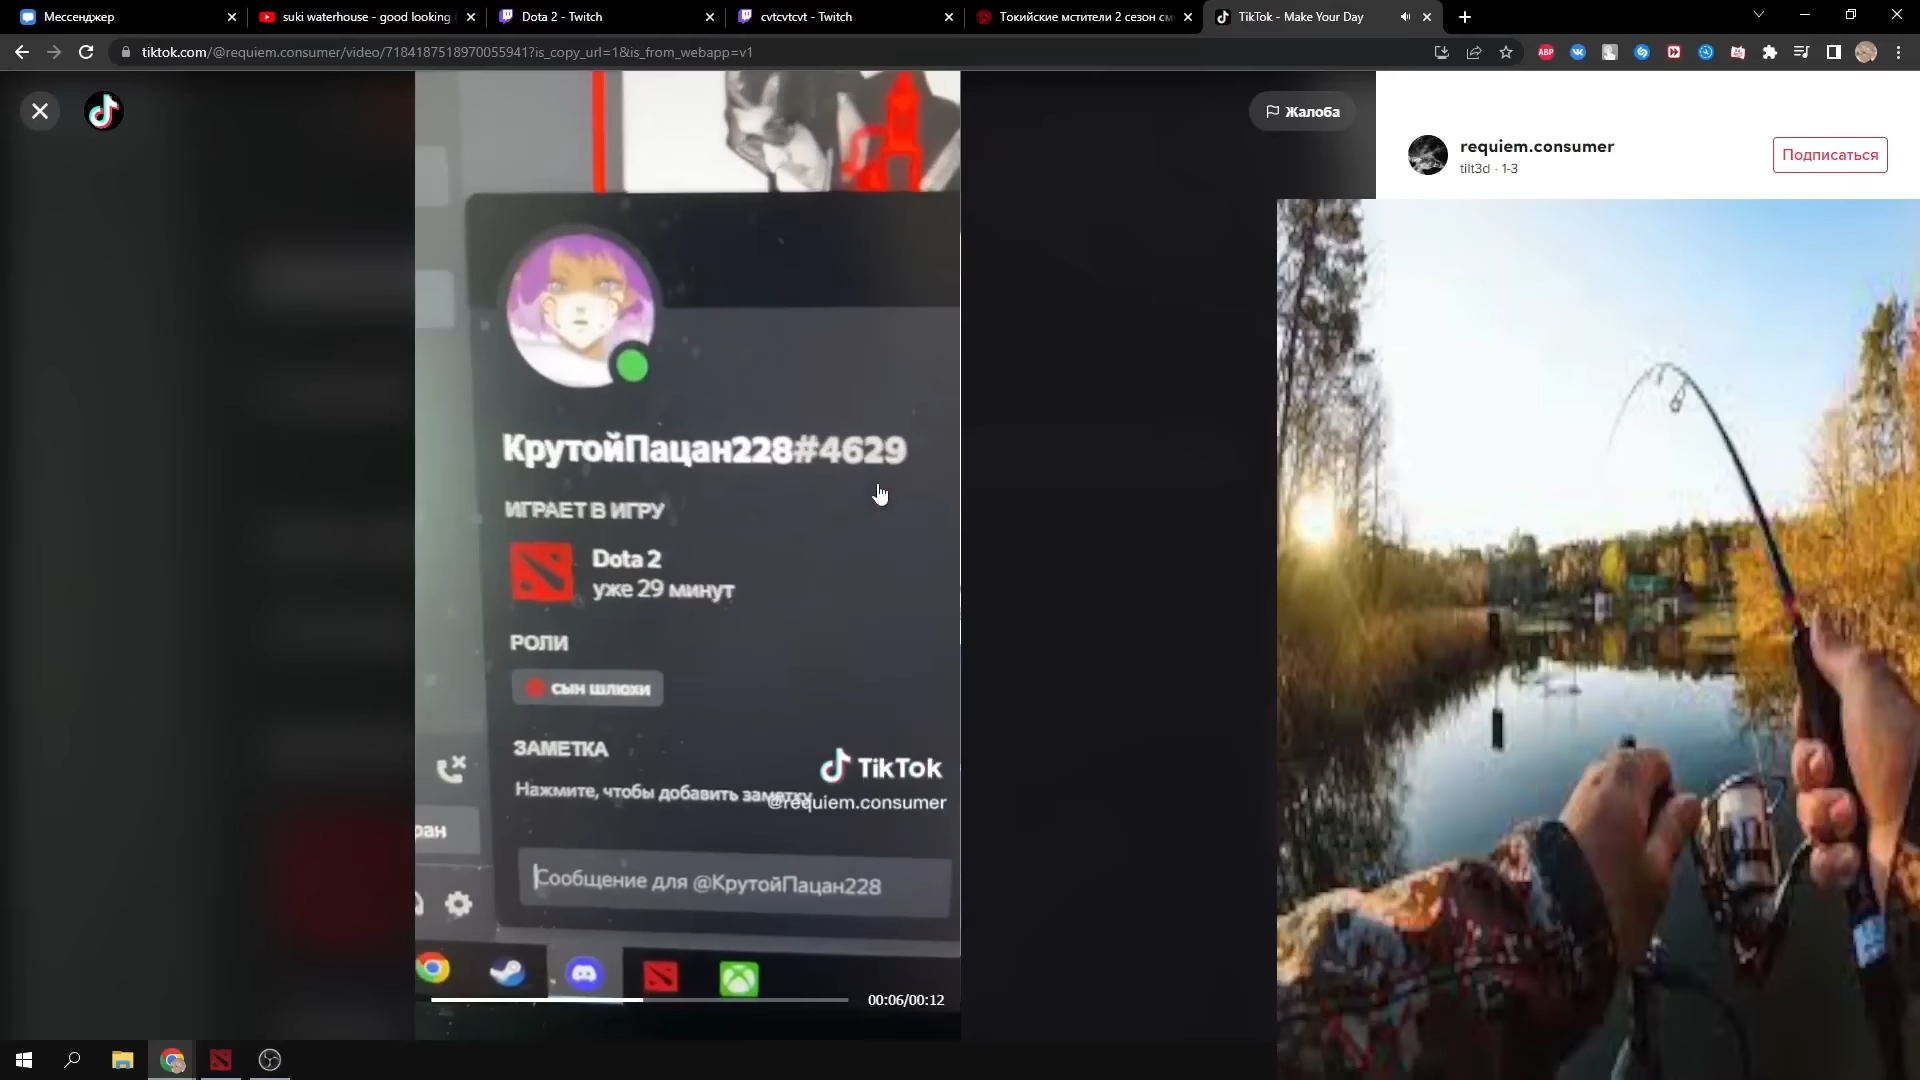 Мессенджер
suki waterhouse - good looking
Dota 2 - Twitch
cvtcvtcvt - Twitch
Токийские мстители 2 сезон см
TikTok - Make Your Day
tiktok.com/@requiem.consumer/video/7184187518970055941?is_copy_url=1&is_from_webapp=v1
ABP
Жалоба
requiem.consumer
tilt3d · 1-3
Подписаться
КрутойПацан228#4629
ИГРАЕТ В ИГРУ
Dota 2
уже 29 минут
РОЛИ
сын шлюхи
ЗАМЕТКА
Нажмите, чтобы добавить заметку
TikTok
@requiem.consumer
ран
Сообщение для @КрутойПацан228
00:06/00:12